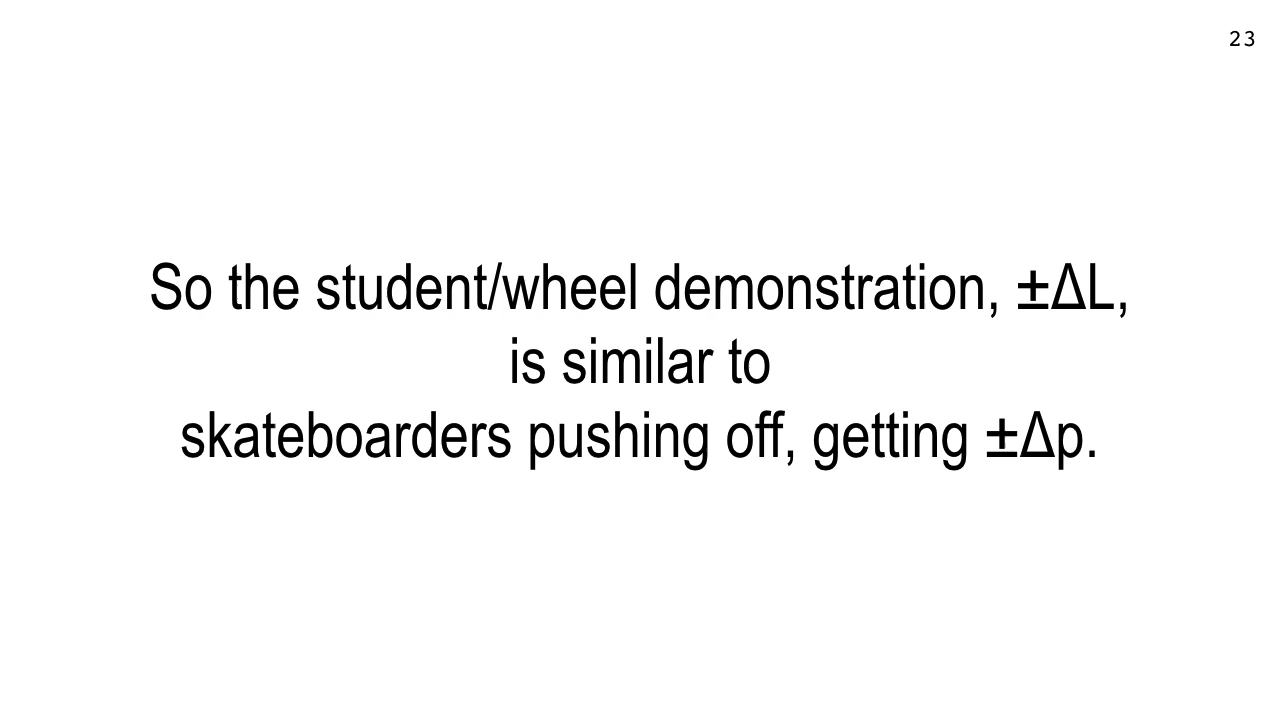 23
So the student/wheel demonstration, ±ΔL,
is similar to
skateboarders pushing off, getting ±Δp.